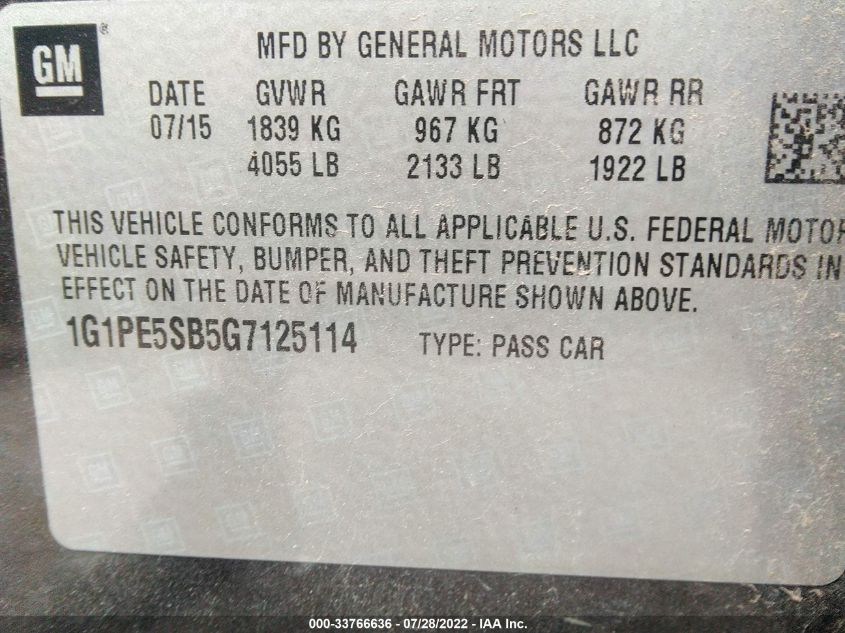 GM®
MFD BY GENERAL MOTORS LLC
DATE GVWR GAWR FRT GAWR RR
07/15 1839 KG 967 KG 872 KG
4055 LB 2133 LB 1922 LB
THIS VEHICLE CONFORMS TO ALL APPLICABLE U.S. FEDERAL MOTOR
VEHICLE SAFETY, BUMPER, AND THEFT PREVENTION STANDARDS IN
EFFECT ON THE DATE OF MANUFACTURE SHOWN ABOVE.
1G1PE5SB5G7125114 TYPE: PASS CAR
000-33766636 - 07/28/2022 - IAA Inc.